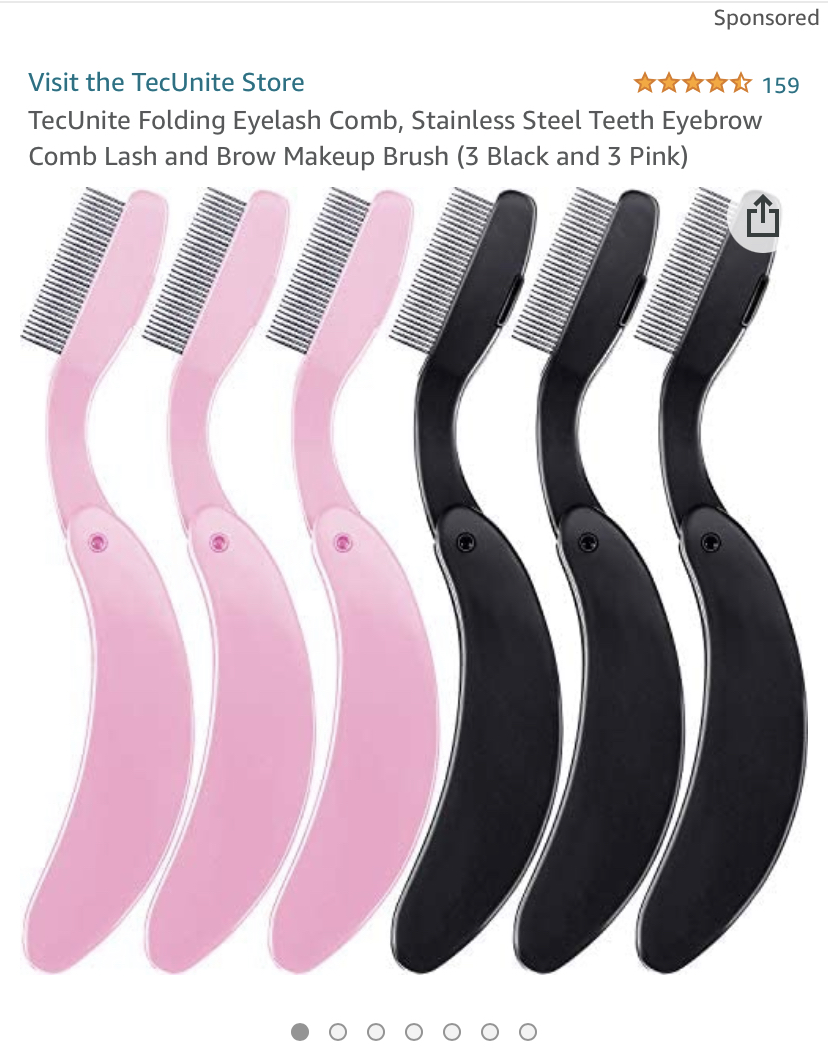 Sponsored
Visit the TecUnite Store 159
TecUnite Folding Eyelash Comb, Stainless Steel Teeth Eyebrow
Comb Lash and Brow Makeup Brush (3 Black and 3 Pink)